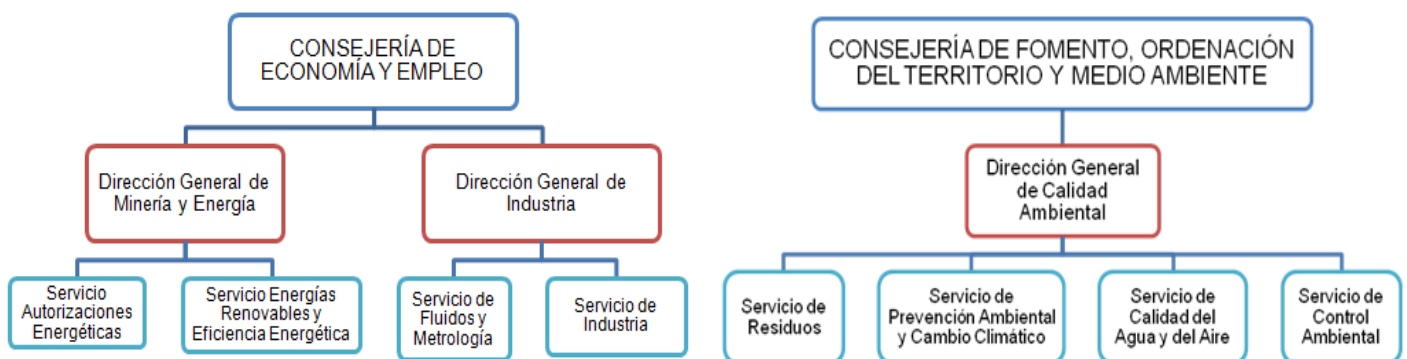 CONSEJERÍA DE
ECONOMÍA Y EMPLEO
Dirección General de
Minería y Energía
Dirección General de
Industria
Servicio
Autorizaciones
Energéticas
Servicio Energías
Renovables y
Eficiencia Energética
Servicio de
Fluidos y
Metrología
Servicio de
Industria
CONSEJERÍA DE FOMENTO, ORDENACIÓN
DEL TERRITORIO Y MEDIO AMBIENTE
Dirección General
de Calidad
Ambiental
Servicio de
Residuos
Servicio de
Prevención Ambiental
y Cambio Climático
Servicio de
Calidad del
Agua y del Aire
Servicio de
Control
Ambiental